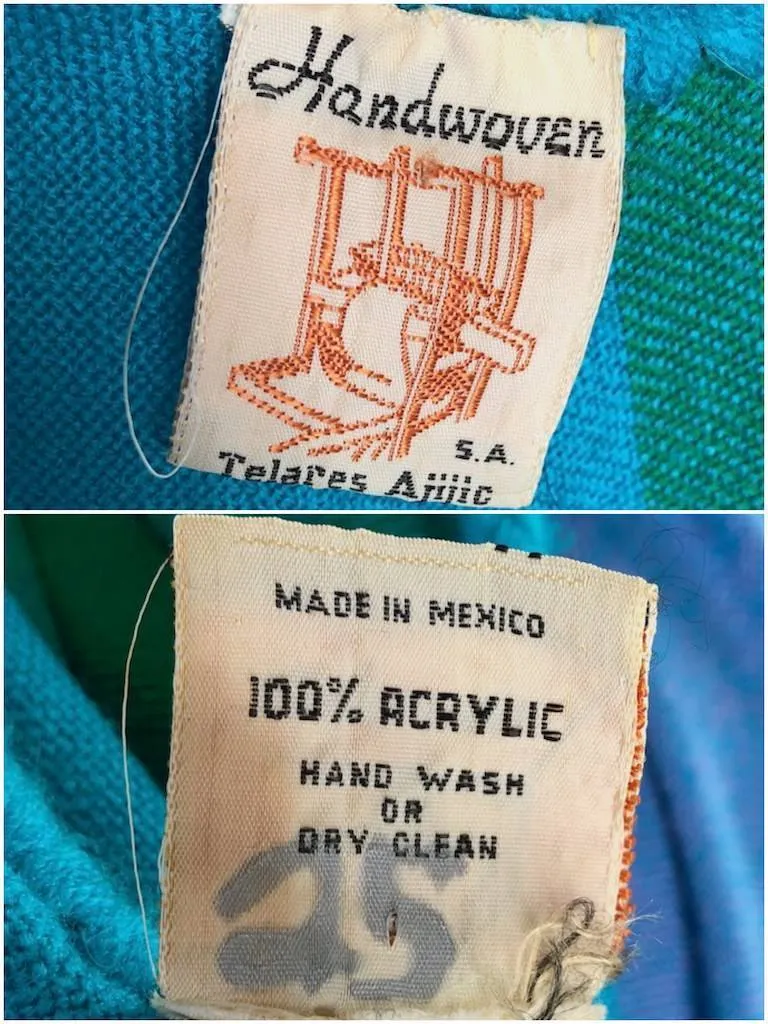 Handwoven
S.A.
Telares Ajijic
MADE IN MEXICO
100% ACRYLIC
HAND WASH
OR
DRY CLEAN
25